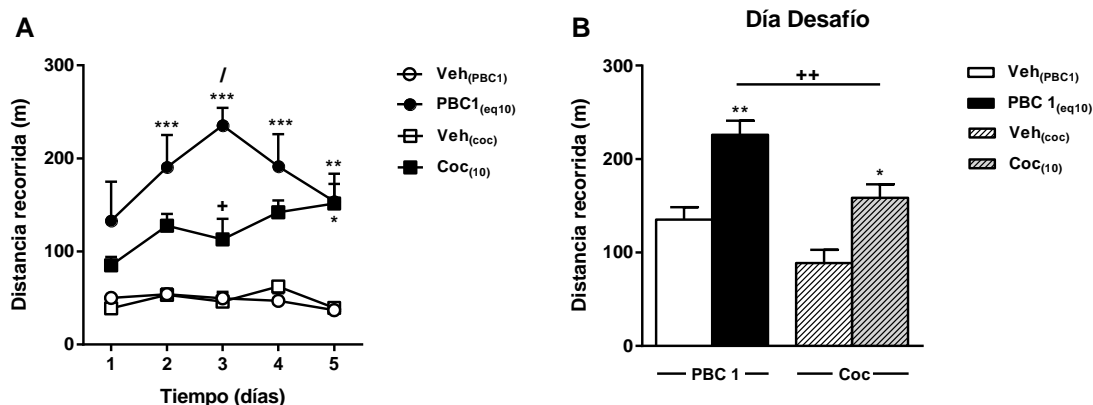 A
Distancia recorrida (m)
300
200
100
0
/
***
***
***
**
+
*
1 2 3 4 5
Tiempo (días)
Veh(PBC1)
PBC1(eq10)
Veh(coc)
Coc(10)
B
Día Desafío
Distancia recorrida (m)
300
200
100
0
++
**
*
PBC 1
Coc
Veh(PBC1)
PBC 1(eq10)
Veh(coc)
Coc(10)